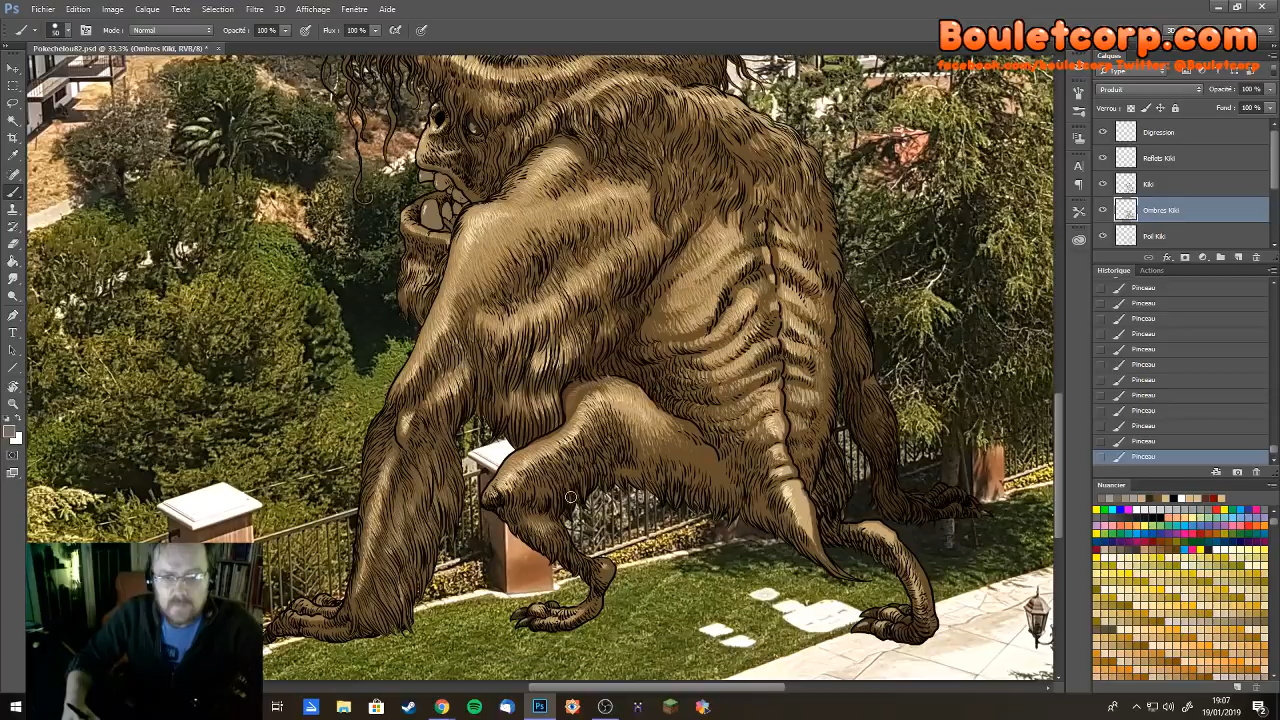 Ps Fichier Edition Image Calque Texte Sélection Filtre 3D Affichage Fenêtre Aide
50 Mode : Normal Opacité : 100 % Flux : 100 %
Bouletcorp.com
facebook.com/bouletcorp Twitter: @Bouletcorp
Pokechelou82.psd @ 33,3% (Ombres Kiki, RVB/8) *
Calques
Type
Produit Opacité : 100 %
Verrou : Fond : 100 %
Digression
Reflets Kiki
Kiki
Ombres Kiki
Poil Kiki
Historique Actions
Pinceau
Pinceau
Pinceau
Pinceau
Pinceau
Pinceau
Pinceau
Pinceau
Pinceau
Pinceau
Pinceau
Pinceau
Nuancier
19:07
19/01/2019